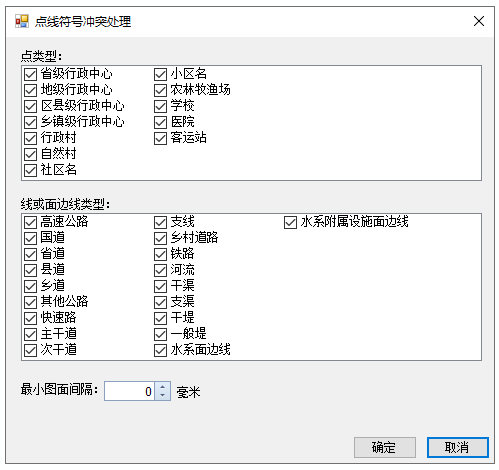 点线符号冲突处理
点类型：
省级行政中心
地级行政中心
区县级行政中心
乡镇级行政中心
行政村
自然村
社区名
小区名
农林牧渔场
学校
医院
客运站
线或面边线类型：
高速公路
国道
省道
县道
乡道
其他公路
快速路
主干道
次干道
支线
乡村道路
铁路
河流
干渠
支渠
干堤
一般堤
水系面边线
水系附属设施面边线
最小图面间隔： 0 毫米
确定 取消